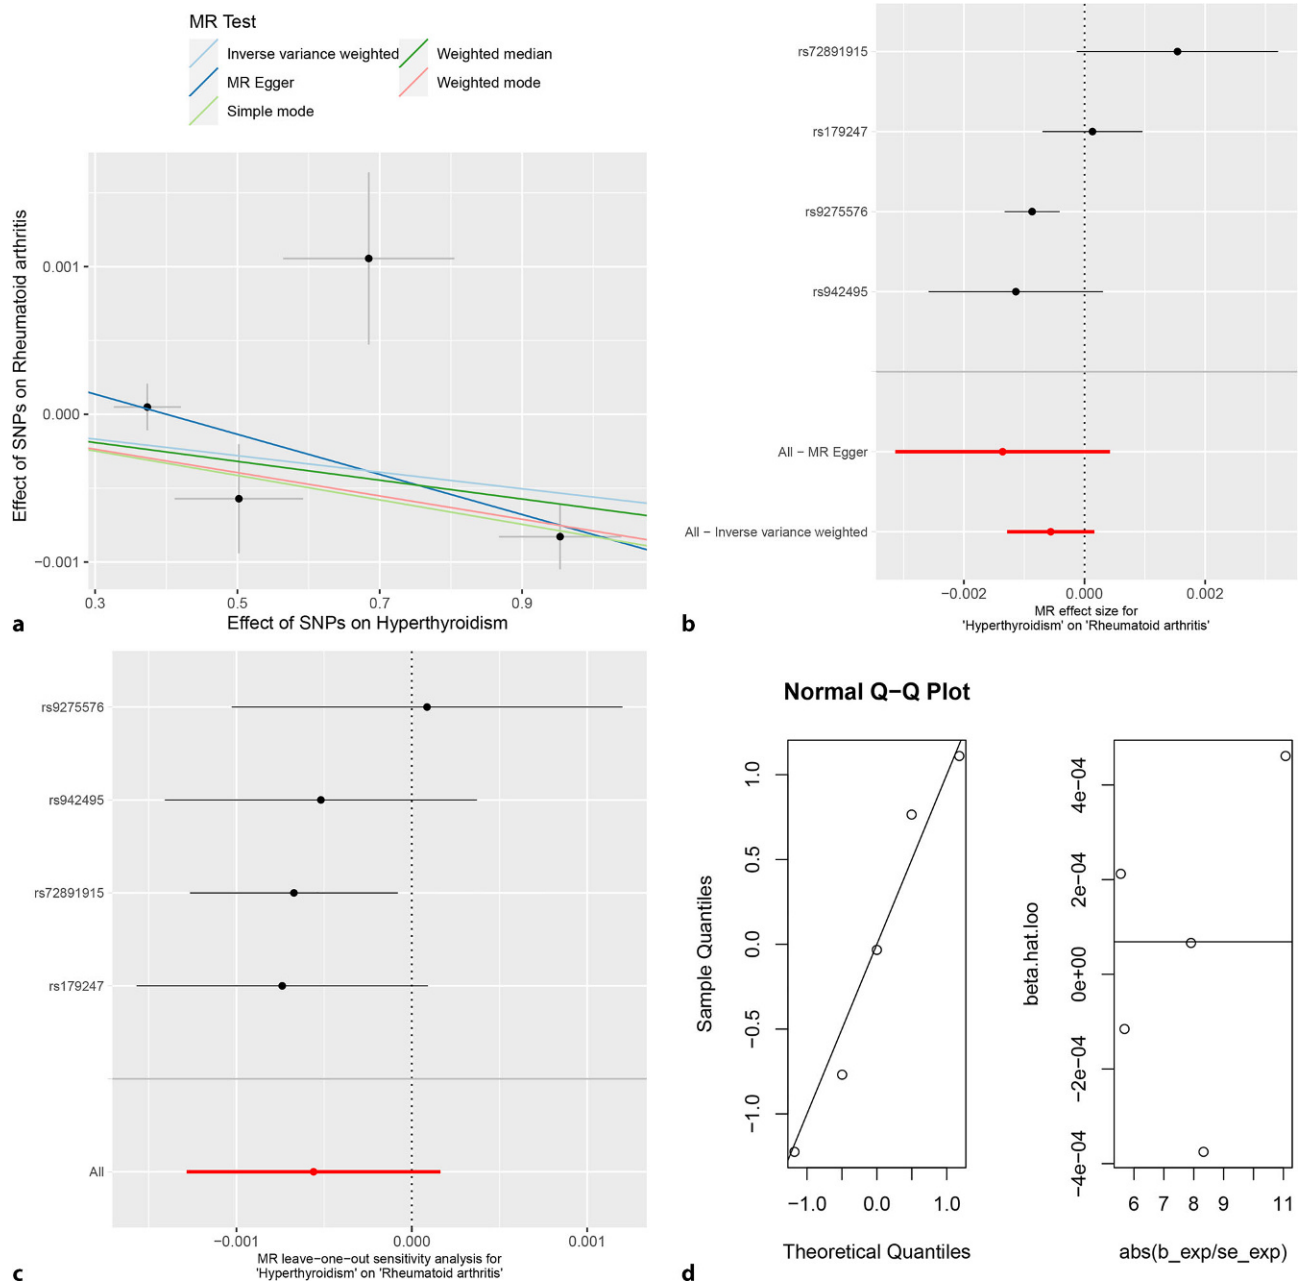 MR Test
Inverse variance weighted
Weighted median
MR Egger
Weighted mode
Simple mode
Effect of SNPs on Rheumatoid arthritis
0.001
0.000
−0.001
0.3
0.5
0.7
0.9
Effect of SNPs on Hyperthyroidism
a
rs72891915
rs179247
rs9275576
rs942495
All − MR Egger
All − Inverse variance weighted
−0.002
0.000
0.002
MR effect size for
'Hyperthyroidism' on 'Rheumatoid arthritis'
b
rs9275576
rs942495
rs72891915
rs179247
All
−0.001
0.000
0.001
MR leave−one−out sensitivity analysis for
'Hyperthyroidism' on 'Rheumatoid arthritis'
c
Normal Q−Q Plot
Sample Quantiles
1.0
0.5
0.0
−0.5
−1.0
−1.0
0.0
1.0
Theoretical Quantiles
beta.hat.loo
4e−04
2e−04
0e+00
−2e−04
−4e−04
6
7
8
9
11
abs(b_exp/se_exp)
d